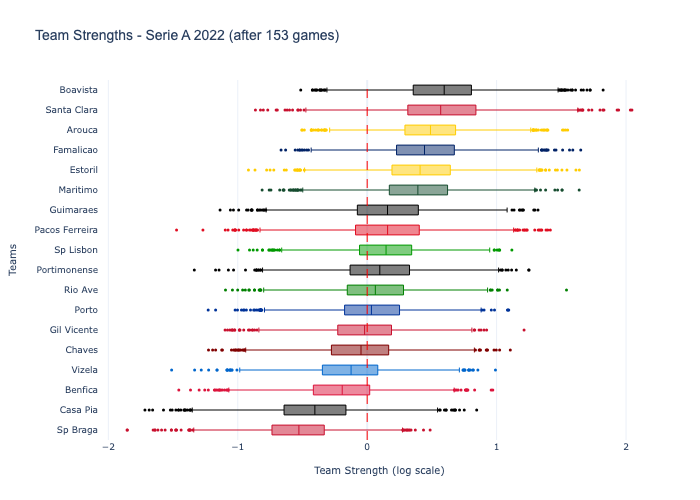 Team Strengths - Serie A 2022 (after 153 games)
Boavista
Santa Clara
Arouca
Famalicao
Estoril
Maritimo
Guimaraes
Pacos Ferreira
Sp Lisbon
Portimonense
Rio Ave
Porto
Gil Vicente
Chaves
Vizela
Benfica
Casa Pia
Sp Braga
Teams
−2 −1 0 1 2
Team Strength (log scale)